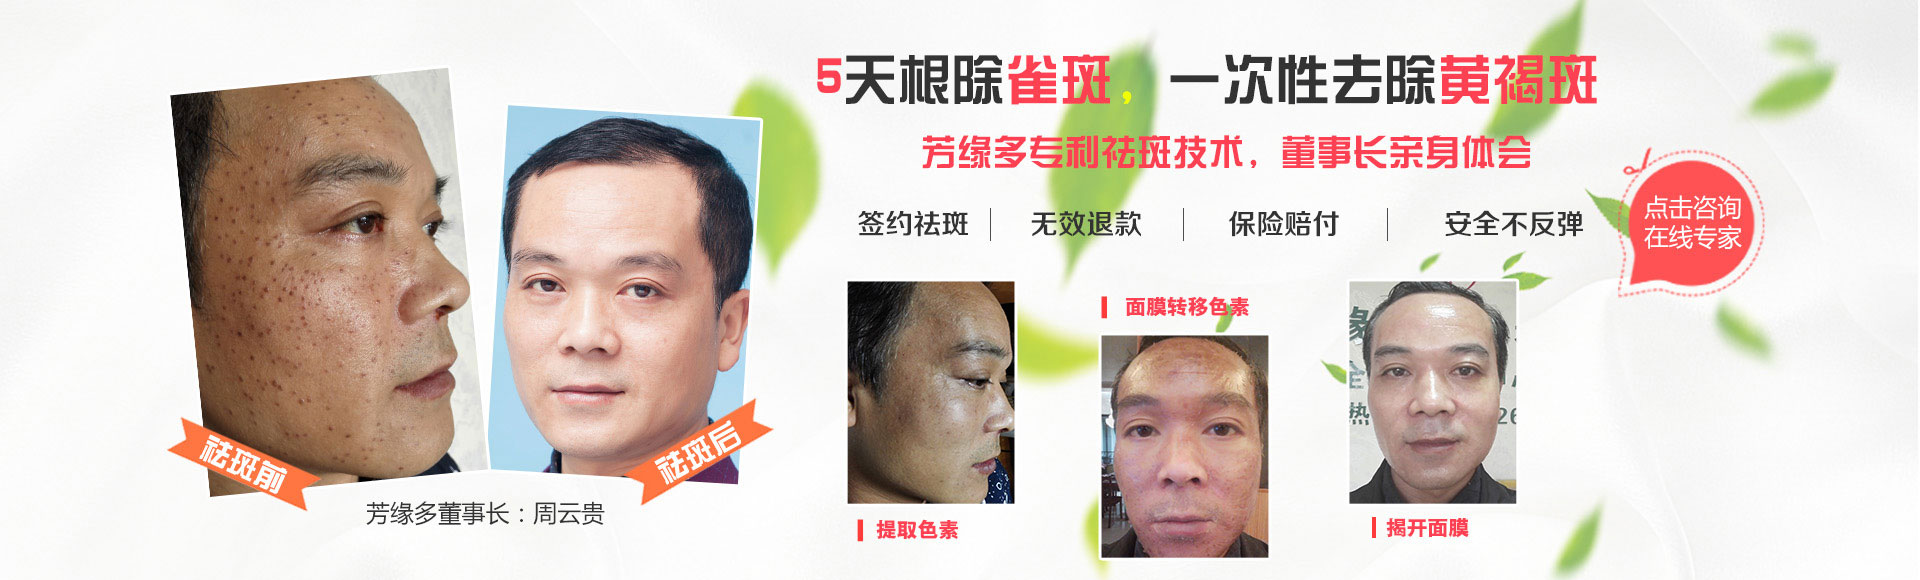 5天根除雀斑，一次性去除黄褐斑
芳缘多专利祛斑技术，董事长亲身体会
签约祛斑
无效退款
保险赔付
安全不反弹
点击咨询
在线专家
祛斑前
祛斑后
芳缘多董事长：周云贵
提取色素
面膜转移色素
缘
全
热
26
揭开面膜